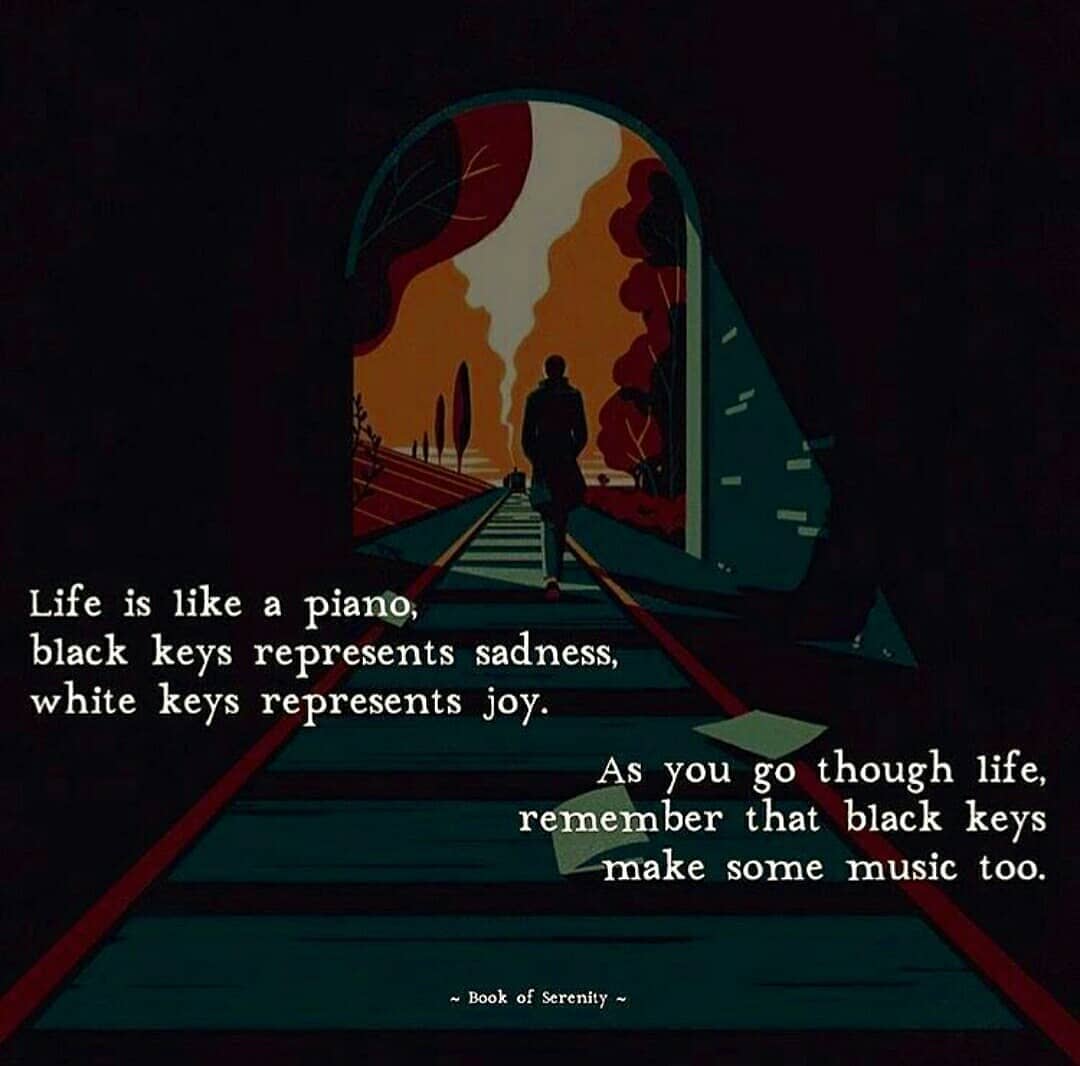 Life is like a piano,
black keys represents sadness,
white keys represents joy.
As you go though life,
remember that black keys
make some music too.
~ Book of Serenity ~